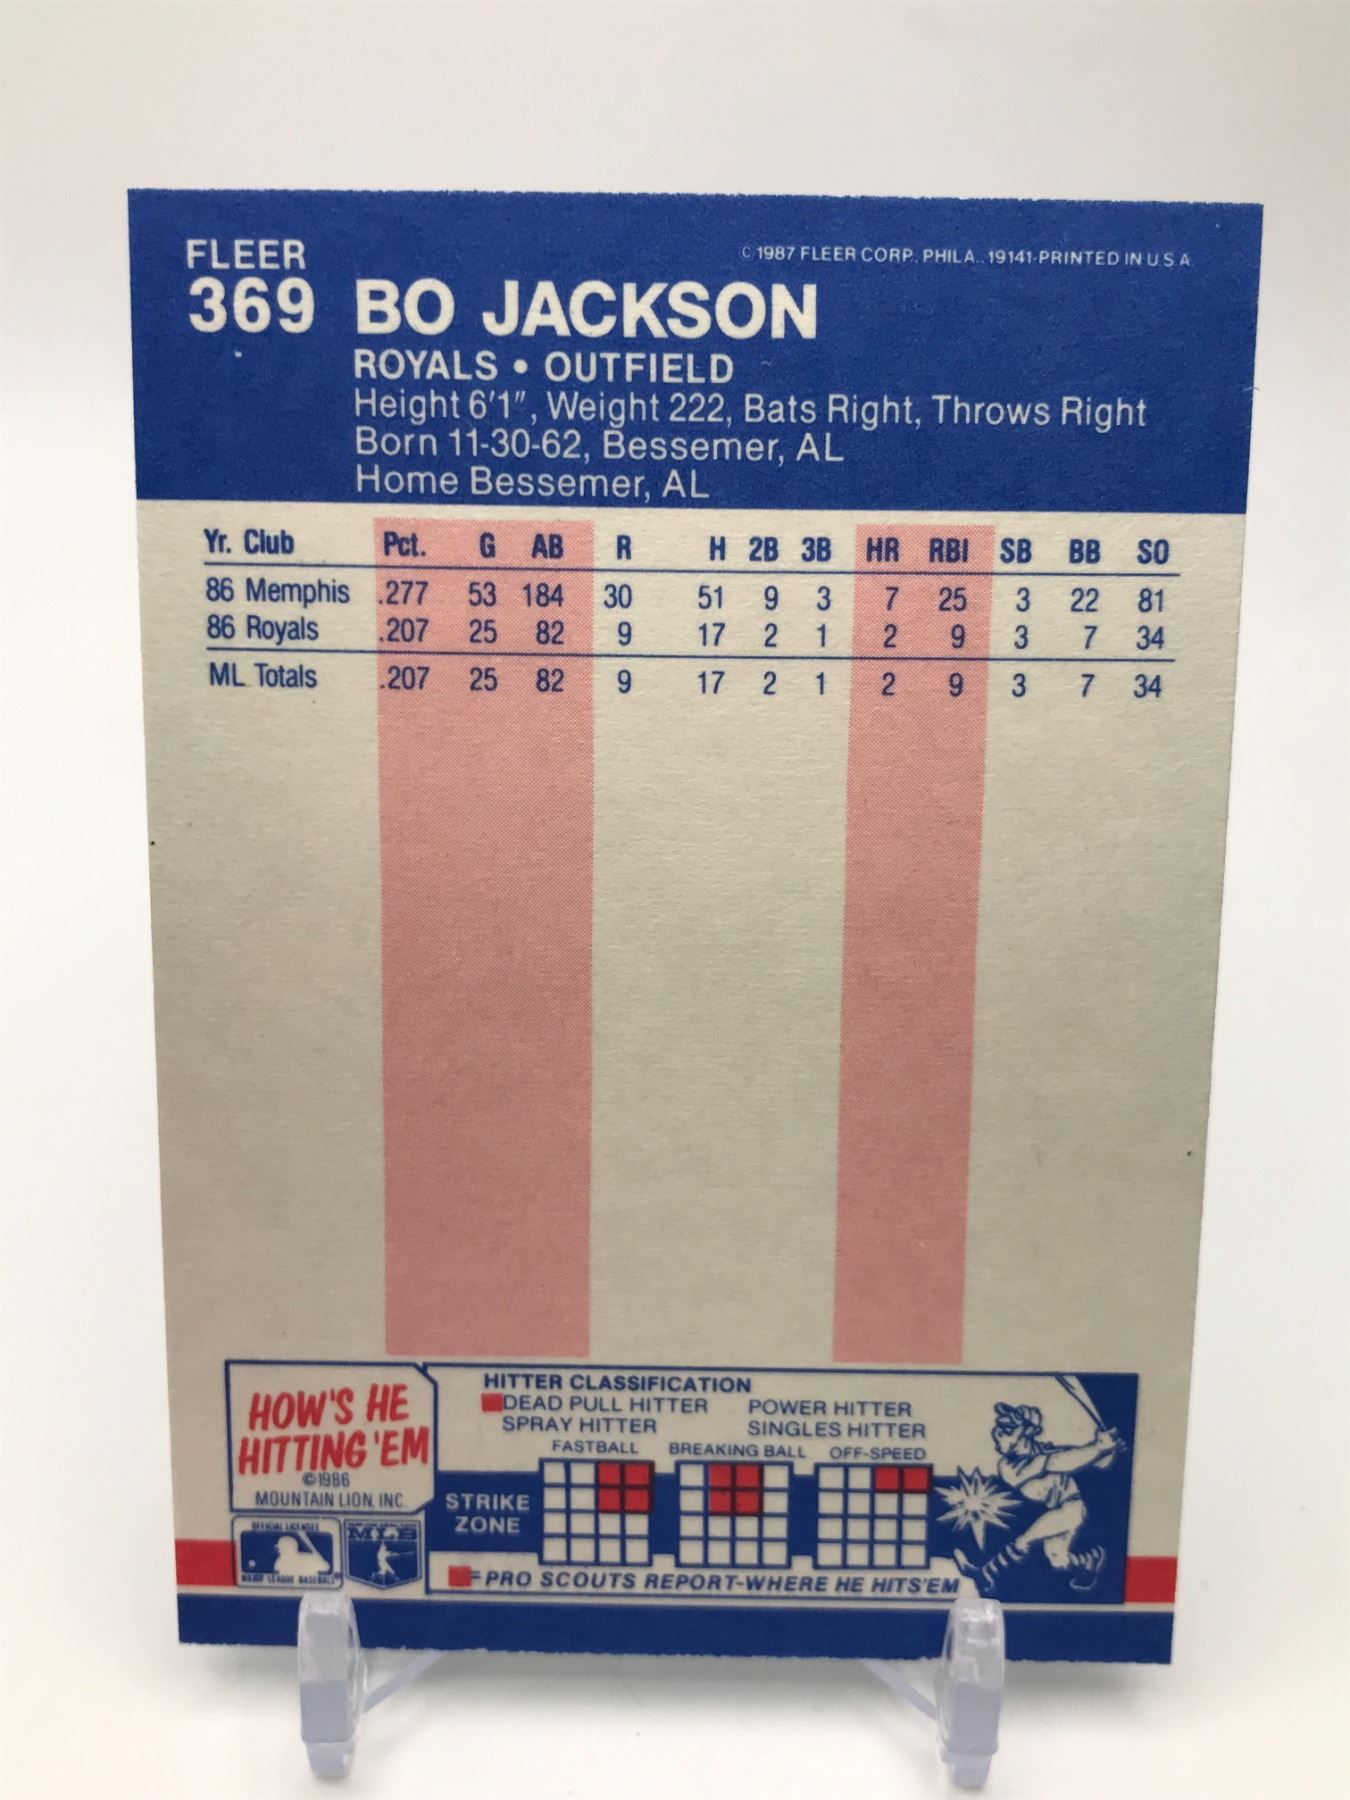 FLEER
© 1987 FLEER CORP. PHILA., 19141-PRINTED IN U.S.A
369 BO JACKSON
ROYALS • OUTFIELD
Height 6'1", Weight 222, Bats Right, Throws Right
Born 11-30-62, Bessemer, AL
Home Bessemer, AL
Yr. Club Pct. G AB R H 2B 3B HR RBI SB BB SO
86 Memphis .277 53 184 30 51 9 3 7 25 3 22 81
86 Royals .207 25 82 9 17 2 1 2 9 3 7 34
ML Totals .207 25 82 9 17 2 1 2 9 3 7 34
HOW'S HE
HITTING 'EM
©1986
MOUNTAIN LION, INC.
OFFICIAL LICENSEE
MAJOR LEAGUE BASEBALL
MLB
HITTER CLASSIFICATION
DEAD PULL HITTER POWER HITTER
SPRAY HITTER SINGLES HITTER
FASTBALL BREAKING BALL OFF-SPEED
STRIKE
ZONE
= PRO SCOUTS REPORT-WHERE HE HITS'EM